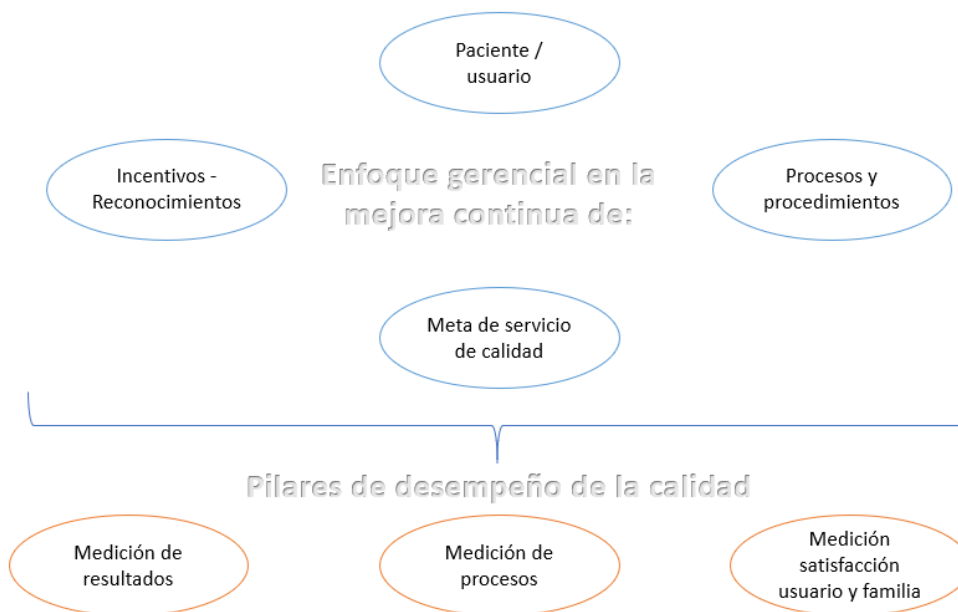 Paciente /
usuario
Incentivos -
Reconocimientos
Enfoque gerencial en la
mejora continua de:
Procesos y
procedimientos
Meta de servicio
de calidad
Pilares de desempeño de la calidad
Medición de
resultados
Medición de
procesos
Medición
satisfacción
usuario y familia